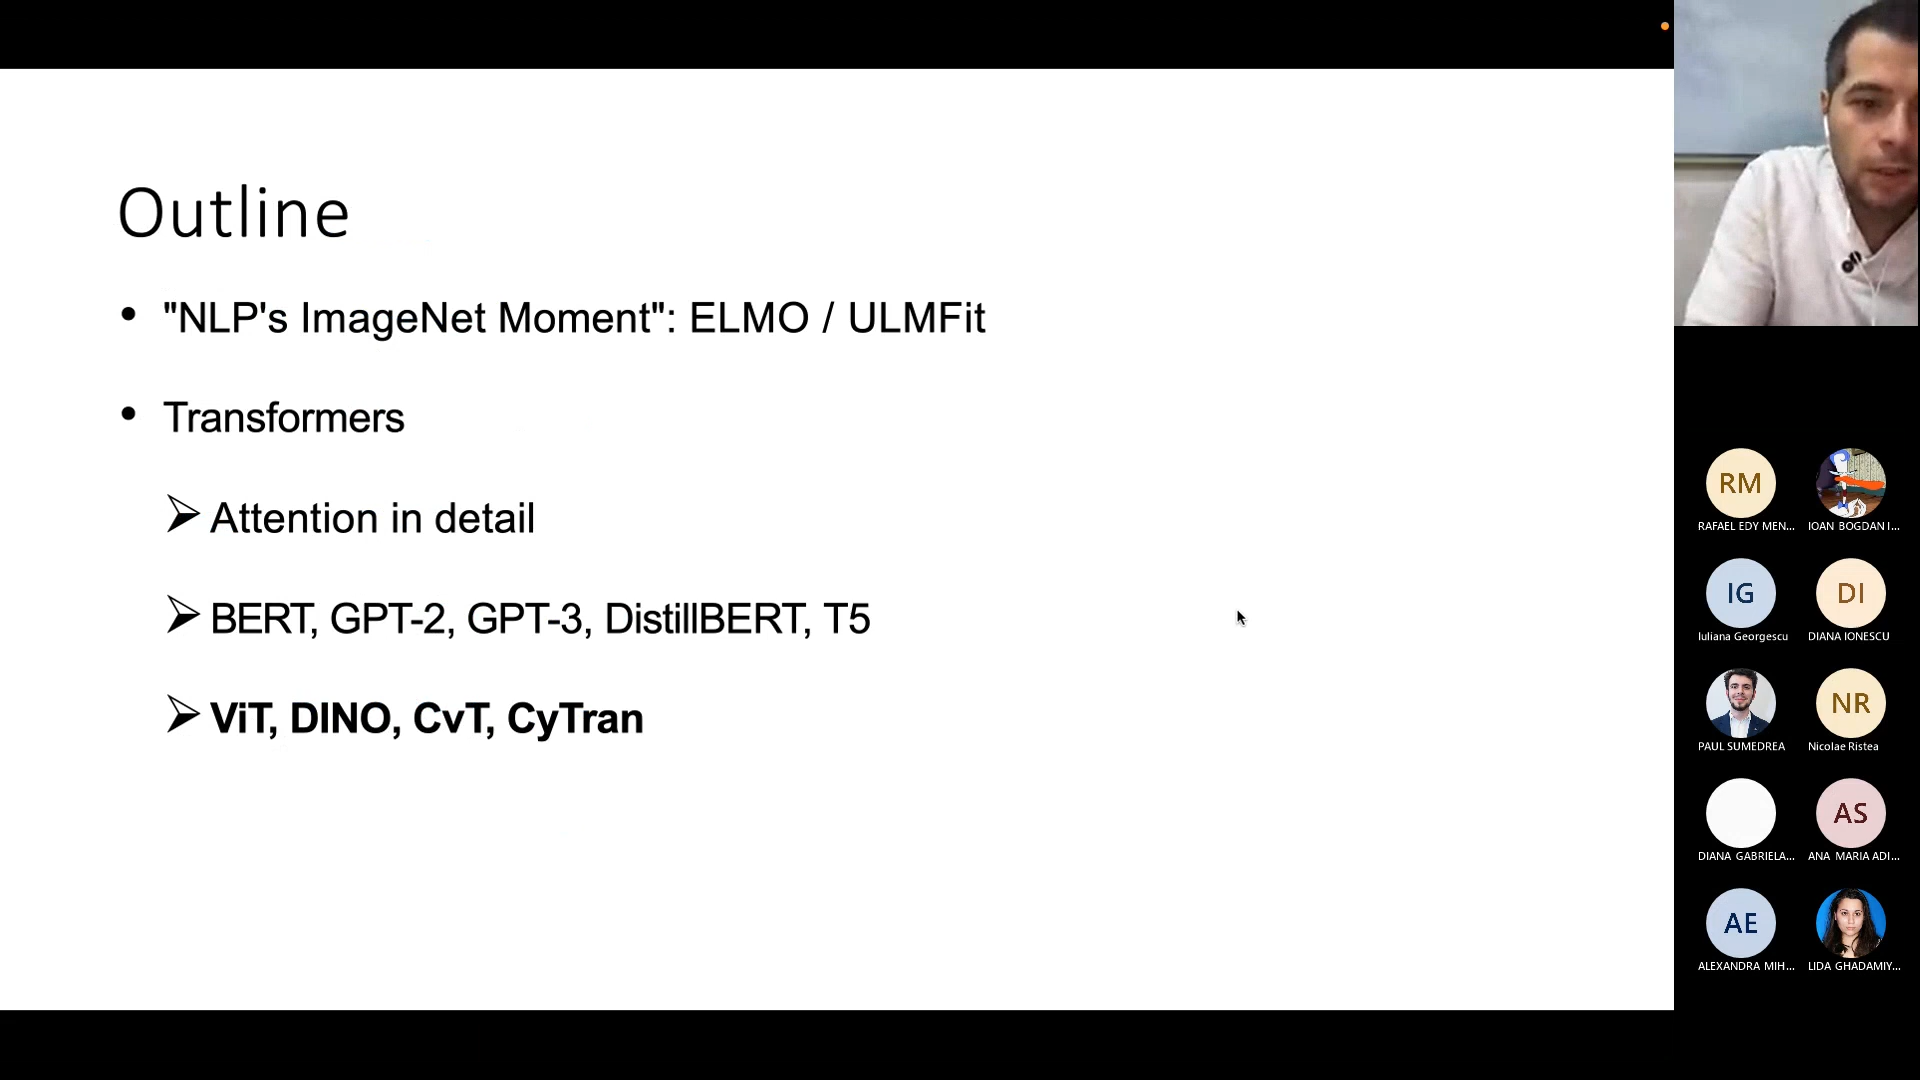 Outline
• "NLP's ImageNet Moment": ELMO / ULMFit
• Transformers
➢ Attention in detail
➢ BERT, GPT-2, GPT-3, DistillBERT, T5
➢ ViT, DINO, CvT, CyTran
RM
RAFAEL EDY MEN...
IOAN BOGDAN I...
IG
Iuliana Georgescu
DI
DIANA IONESCU
PAUL SUMEDREA
NR
Nicolae Ristea
DIANA GABRIELA...
AS
ANA MARIA ADI...
AE
ALEXANDRA MIH...
LIDA GHADAMIY...